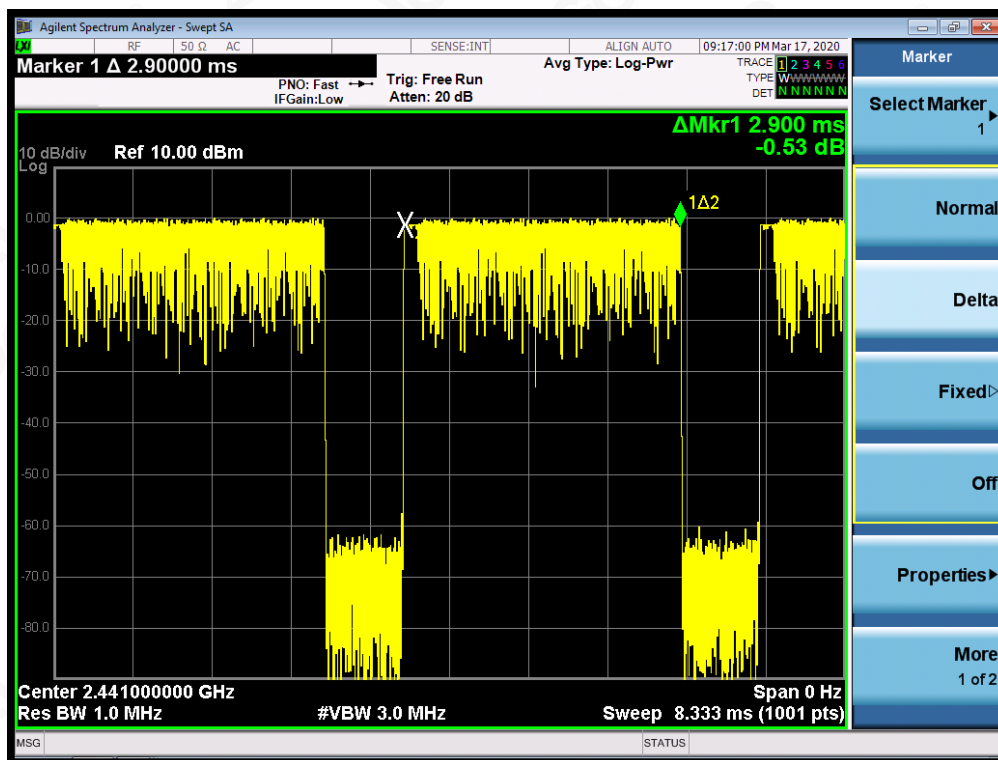 Agilent Spectrum Analyzer - Swept SA
LXI RF 50 Ω AC SENSE:INT ALIGN AUTO 09:17:00 PM Mar 17, 2020
Marker 1 Δ 2.90000 ms
PNO: Fast
IFGain:Low
Trig: Free Run
Atten: 20 dB
Avg Type: Log-Pwr
TRACE 1 2 3 4 5 6
TYPE WWWWWW
DET N N N N N N
ΔMkr1 2.900 ms
-0.53 dB
10 dB/div Ref 10.00 dBm
Log
0.00
-10.0
-20.0
-30.0
-40.0
-50.0
-60.0
-70.0
-80.0
1Δ2
Center 2.441000000 GHz Span 0 Hz
Res BW 1.0 MHz #VBW 3.0 MHz Sweep 8.333 ms (1001 pts)
MSG STATUS
Marker
Select Marker
1
Normal
Delta
Fixed
Off
Properties
More
1 of 2